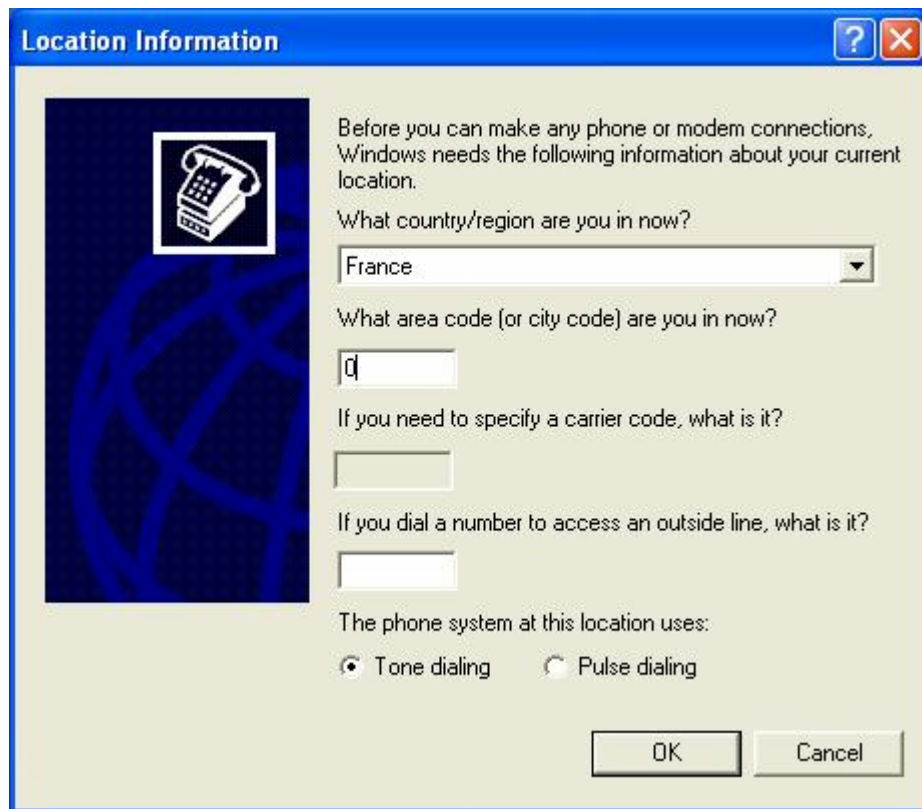 Location Information
Before you can make any phone or modem connections,
Windows needs the following information about your current
location.
What country/region are you in now?
France
What area code (or city code) are you in now?
0
If you need to specify a carrier code, what is it?
If you dial a number to access an outside line, what is it?
The phone system at this location uses:
Tone dialing Pulse dialing
OK Cancel